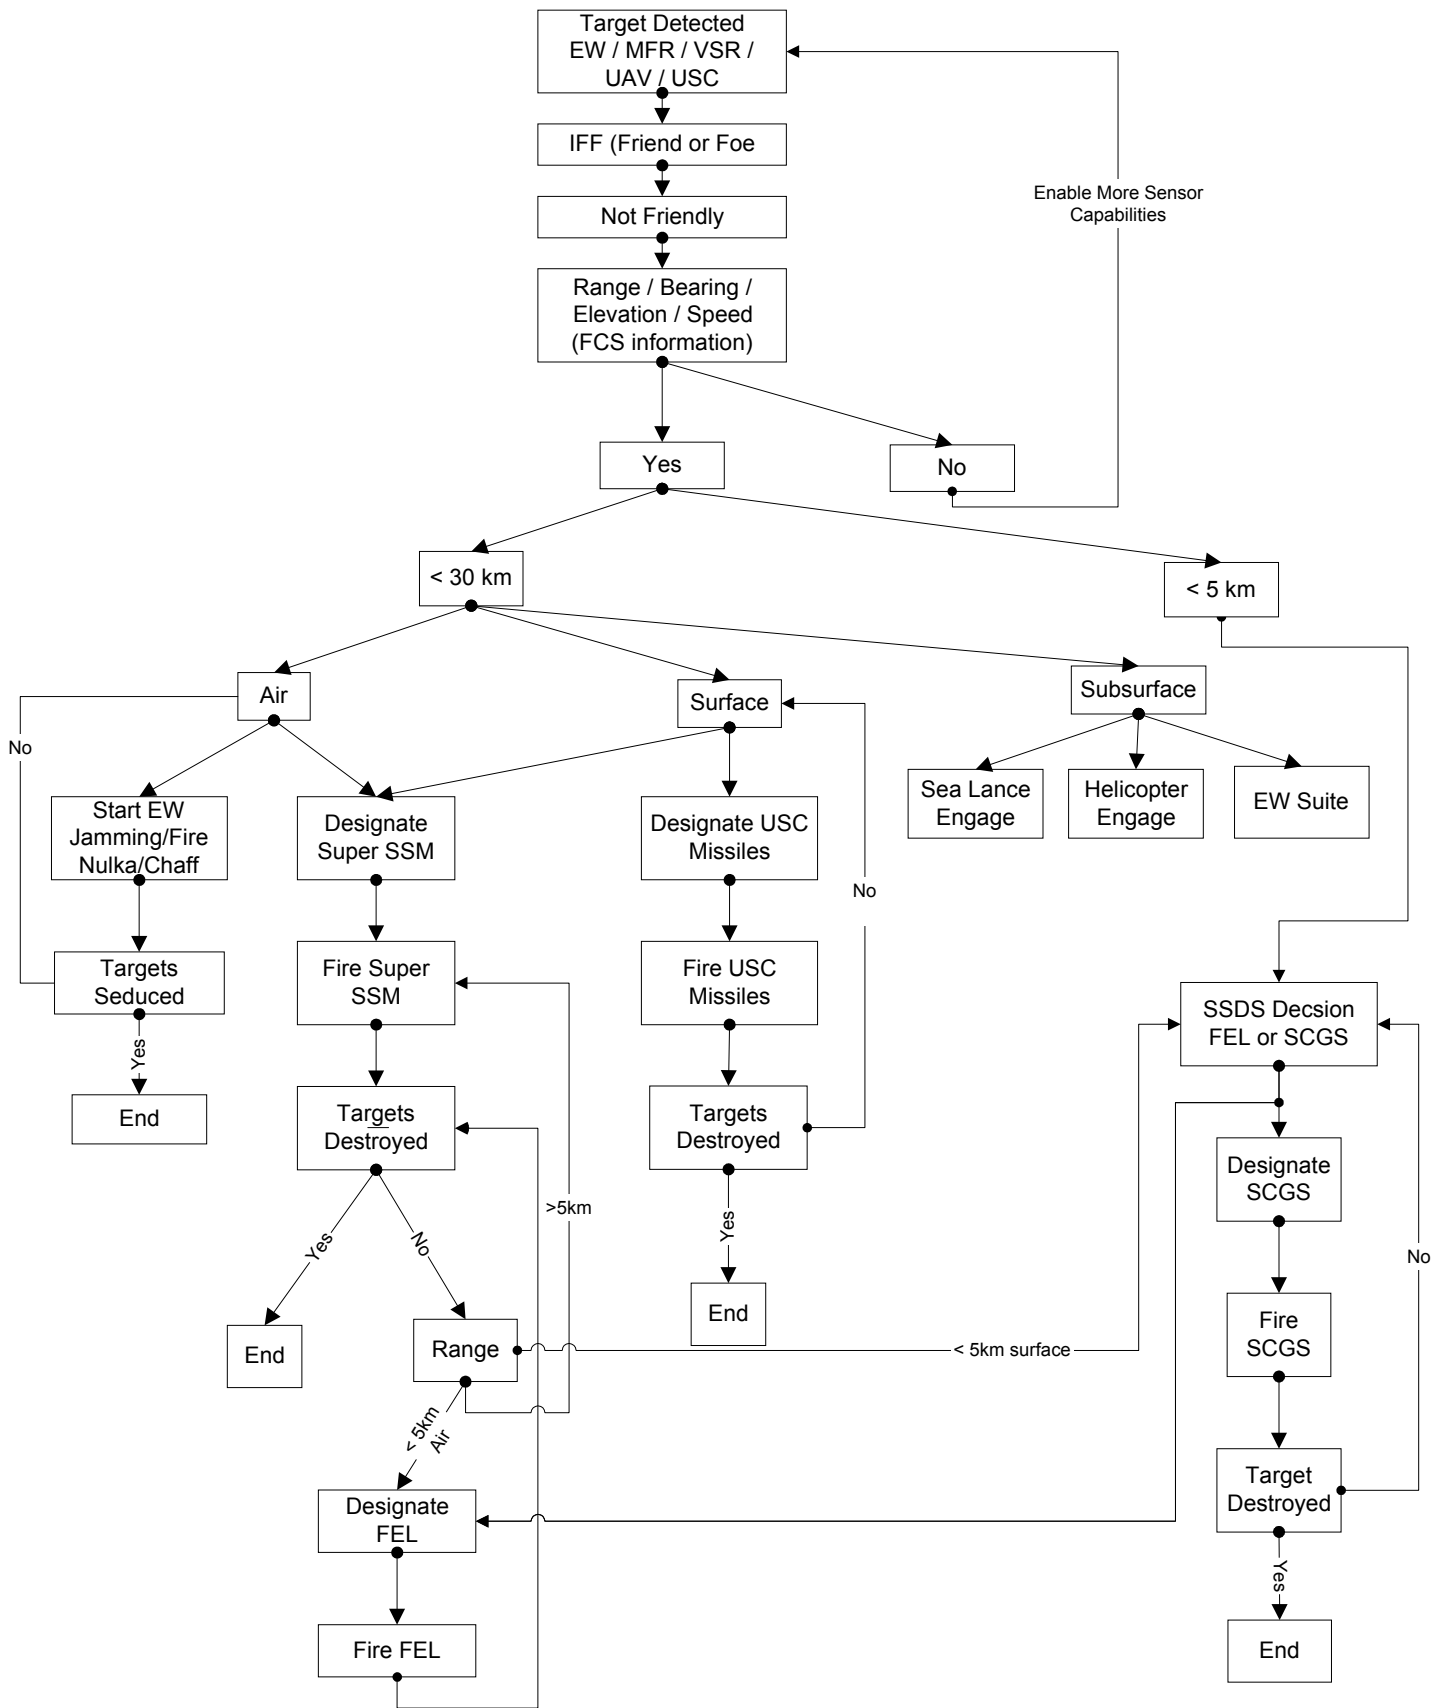 Target Detected
EW / MFR / VSR /
UAV / USC
IFF (Friend or Foe
Enable More Sensor
Capabilities
Not Friendly
Range / Bearing /
Elevation / Speed
(FCS information)
Yes
No
< 30 km
< 5 km
Air
Surface
Subsurface
No
Start EW
Jamming/Fire
Nulka/Chaff
Designate
Super SSM
Designate USC
Missiles
Sea Lance
Engage
Helicopter
Engage
EW Suite
No
Targets
Seduced
Fire Super
SSM
Fire USC
Missiles
SSDS Decsion
FEL or SCGS
Yes
End
Targets
Destroyed
Targets
Destroyed
Designate
SCGS
>5km
Yes
No
Yes
No
End
Range
End
< 5km surface
Fire
SCGS
< 5km
Air
Target
Destroyed
Designate
FEL
Yes
Fire FEL
End